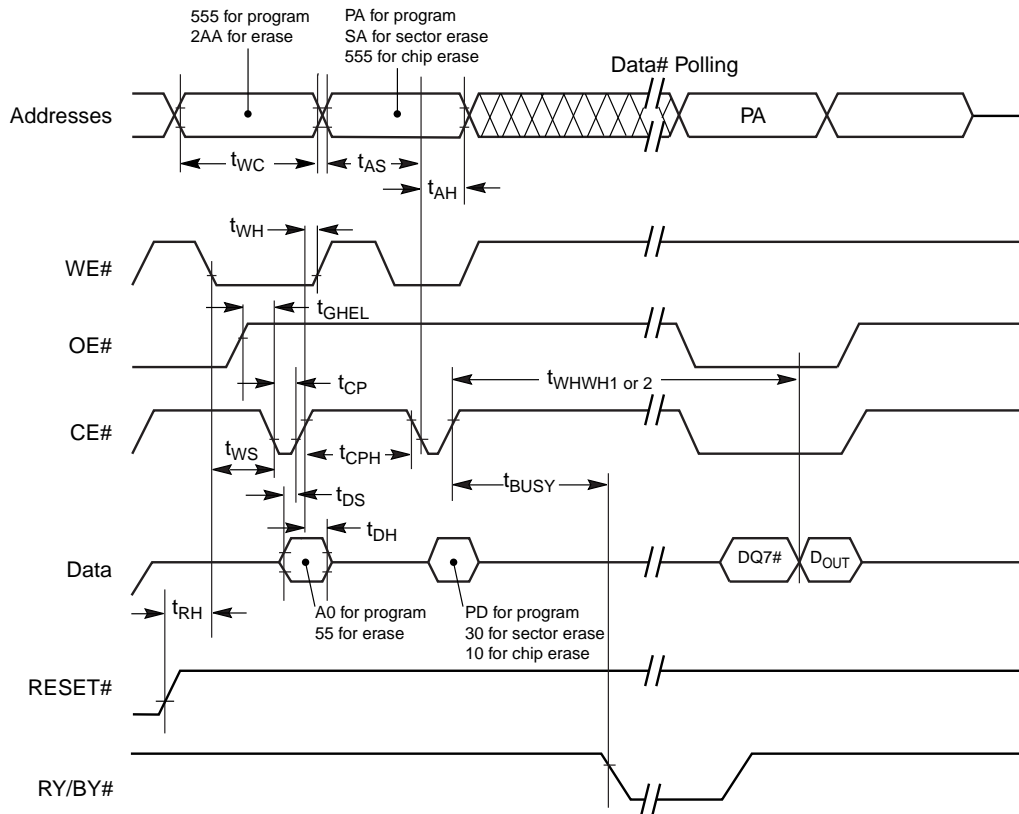 555 for program
2AA for erase
PA for program
SA for sector erase
555 for chip erase
Data# Polling
Addresses
PA
tWC
tAS
tAH
tWH
WE#
tGHEL
OE#
tCP
tWHWH1 or 2
CE#
tWS
tCPH
tBUSY
tDS
tDH
Data
DQ7#
DOUT
tRH
A0 for program
55 for erase
PD for program
30 for sector erase
10 for chip erase
RESET#
RY/BY#